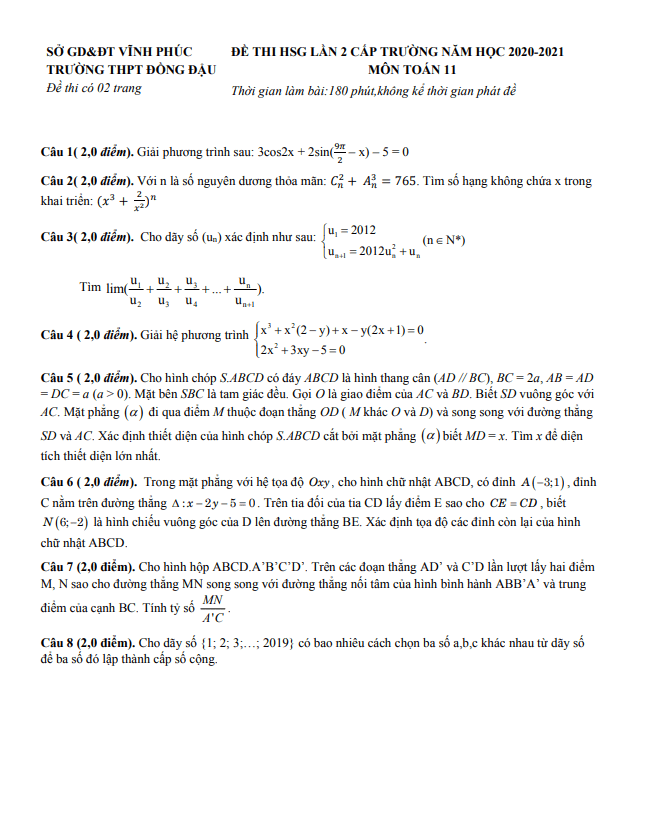 SỞ GD&ĐT VĨNH PHÚC
TRƯỜNG THPT ĐỒNG ĐẬU
Đề thi có 02 trang
ĐỀ THI HSG LẦN 2 CẤP TRƯỜNG NĂM HỌC 2020-2021
MÔN TOÁN 11
Thời gian làm bài:180 phút,không kể thời gian phát đề
Câu 1( 2,0 điểm). Giải phương trình sau: 3cos2x + 2sin(\frac{9π}{2} – x) – 5 = 0
Câu 2( 2,0 điểm). Với n là số nguyên dương thỏa mãn: C_n^2 + A_n^3 = 765. Tìm số hạng không chứa x trong
khai triển: (x^3 + \frac{2}{x^2})^n
Câu 3( 2,0 điểm). Cho dãy số (u_n) xác định như sau: { u_1 = 2012
u_{n+1} = 2012u_n^2 + u_n (n ∈ N*)
Tìm lim(\frac{u_1}{u_2} + \frac{u_2}{u_3} + \frac{u_3}{u_4} + ... + \frac{u_n}{u_{n+1}}).
Câu 4 ( 2,0 điểm). Giải hệ phương trình { x^3 + x^2(2 − y) + x − y(2x + 1) = 0
2x^2 + 3xy − 5 = 0 .
Câu 5 ( 2,0 điểm). Cho hình chóp S.ABCD có đáy ABCD là hình thang cân (AD // BC), BC = 2a, AB = AD
= DC = a (a > 0). Mặt bên SBC là tam giác đều. Gọi O là giao điểm của AC và BD. Biết SD vuông góc với
AC. Mặt phẳng (α) đi qua điểm M thuộc đoạn thẳng OD ( M khác O và D) và song song với đường thẳng
SD và AC. Xác định thiết diện của hình chóp S.ABCD cắt bởi mặt phẳng (α) biết MD = x. Tìm x để diện
tích thiết diện lớn nhất.
Câu 6 ( 2,0 điểm). Trong mặt phẳng với hệ tọa độ Oxy, cho hình chữ nhật ABCD, có đỉnh A(−3;1), đỉnh
C nằm trên đường thẳng Δ: x − 2y − 5 = 0. Trên tia đối của tia CD lấy điểm E sao cho CE = CD, biết
N(6;−2) là hình chiếu vuông góc của D lên đường thẳng BE. Xác định tọa độ các đỉnh còn lại của hình
chữ nhật ABCD.
Câu 7 (2,0 điểm). Cho hình hộp ABCD.A'B'C'D'. Trên các đoạn thẳng AD' và C'D lần lượt lấy hai điểm
M, N sao cho đường thẳng MN song song với đường thẳng nối tâm của hình bình hành ABB'A' và trung
điểm của cạnh BC. Tính tỷ số \frac{MN}{A'C}.
Câu 8 (2,0 điểm). Cho dãy số {1; 2; 3;…; 2019} có bao nhiêu cách chọn ba số a,b,c khác nhau từ dãy số
để ba số đó lập thành cấp số cộng.